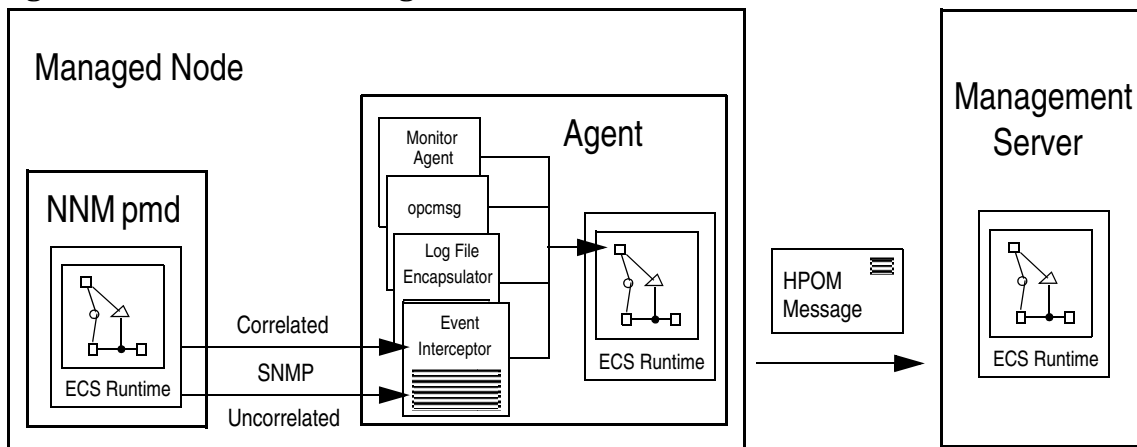 Managed Node
Agent
Monitor
Agent
opcmsg
Log File
Encapsulator
Event
Interceptor
ECS Runtime
NNM pmd
ECS Runtime
Correlated
SNMP
Uncorrelated
HPOM
Message
Management
Server
ECS Runtime